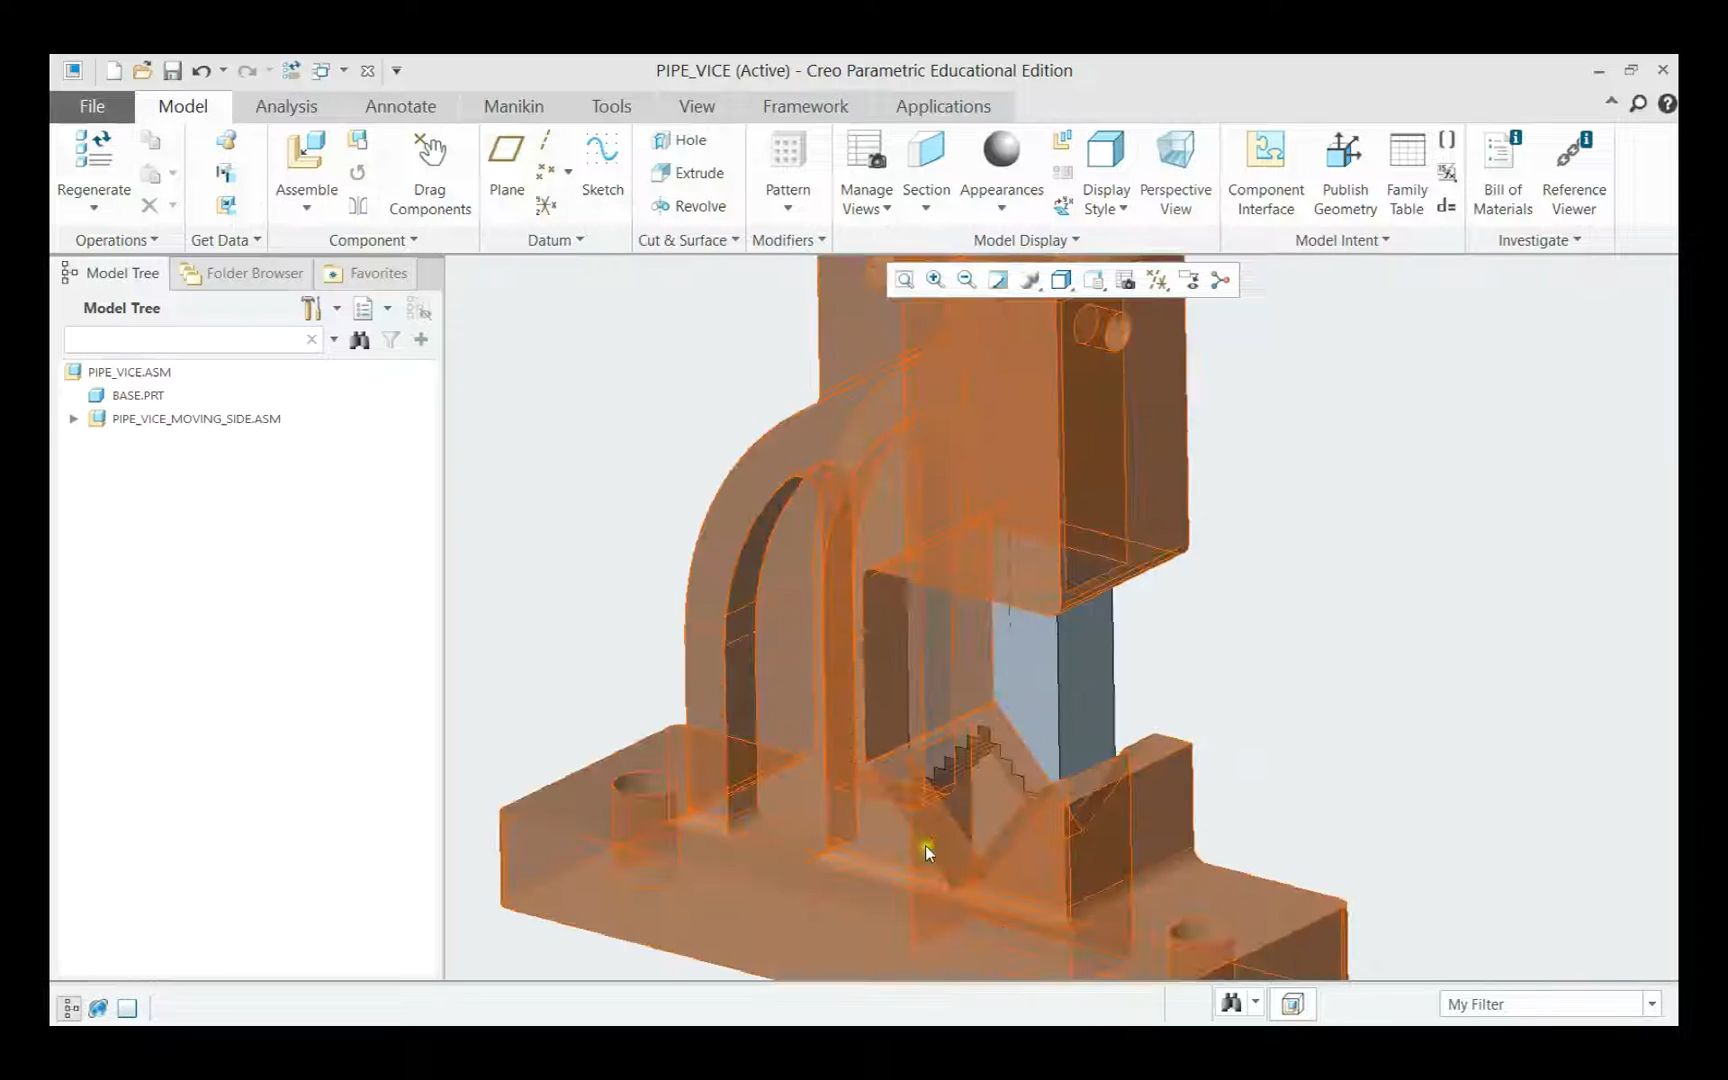 PIPE_VICE (Active) - Creo Parametric Educational Edition
File Model Analysis Annotate Manikin Tools View Framework Applications
Regenerate
Operations
Get Data
Assemble
Drag Components
Component
Plane
Sketch
Datum
Hole
Extrude
Revolve
Cut & Surface
Pattern
Modifiers
Manage Views
Section
Appearances
Display Style
Perspective View
Model Display
Component Interface
Publish Geometry
Family Table
d=
Model Intent
Bill of Materials
Reference Viewer
Investigate
Model Tree Folder Browser Favorites
Model Tree
PIPE_VICE.ASM
BASE.PRT
PIPE_VICE_MOVING_SIDE.ASM
My Filter